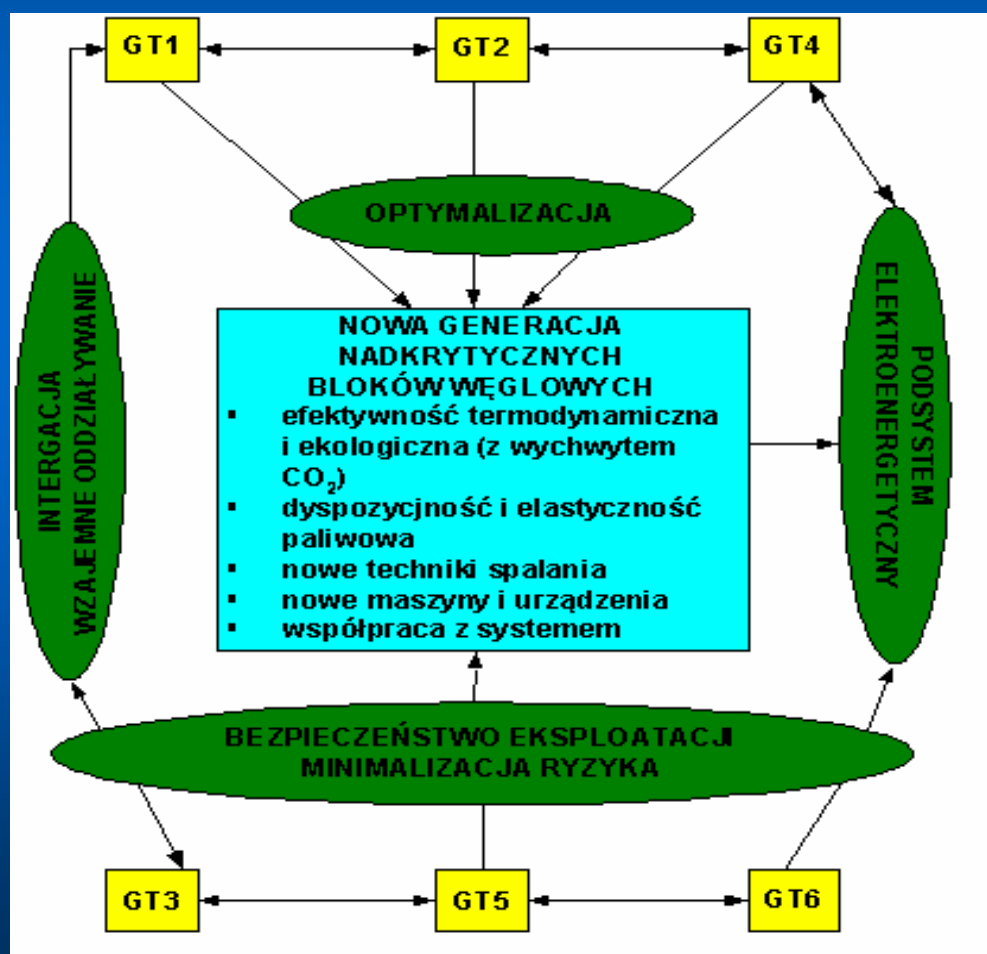 GT1
GT2
GT4
OPTYMALIZACJA
INTERGACJA
WZAJEMNE ODDZIAŁYWANIE
NOWA GENERACJA
NADKRYTYCZNYCH
BLOKÓW WĘGLOWYCH
▪ efektywność termodynamiczna
i ekologiczna (z wychwytem
CO₂)
▪ dyspozycjność i elastyczność
paliwowa
▪ nowe techniki spalania
▪ nowe maszyny i urządzenia
▪ współpraca z systemem
PODSYSTEM
ELEKTROENERGETYCZNY
BEZPIECZEŃSTWO EKSPLOATACJI
MINIMALIZACJA RYZYKA
GT3
GT5
GT6